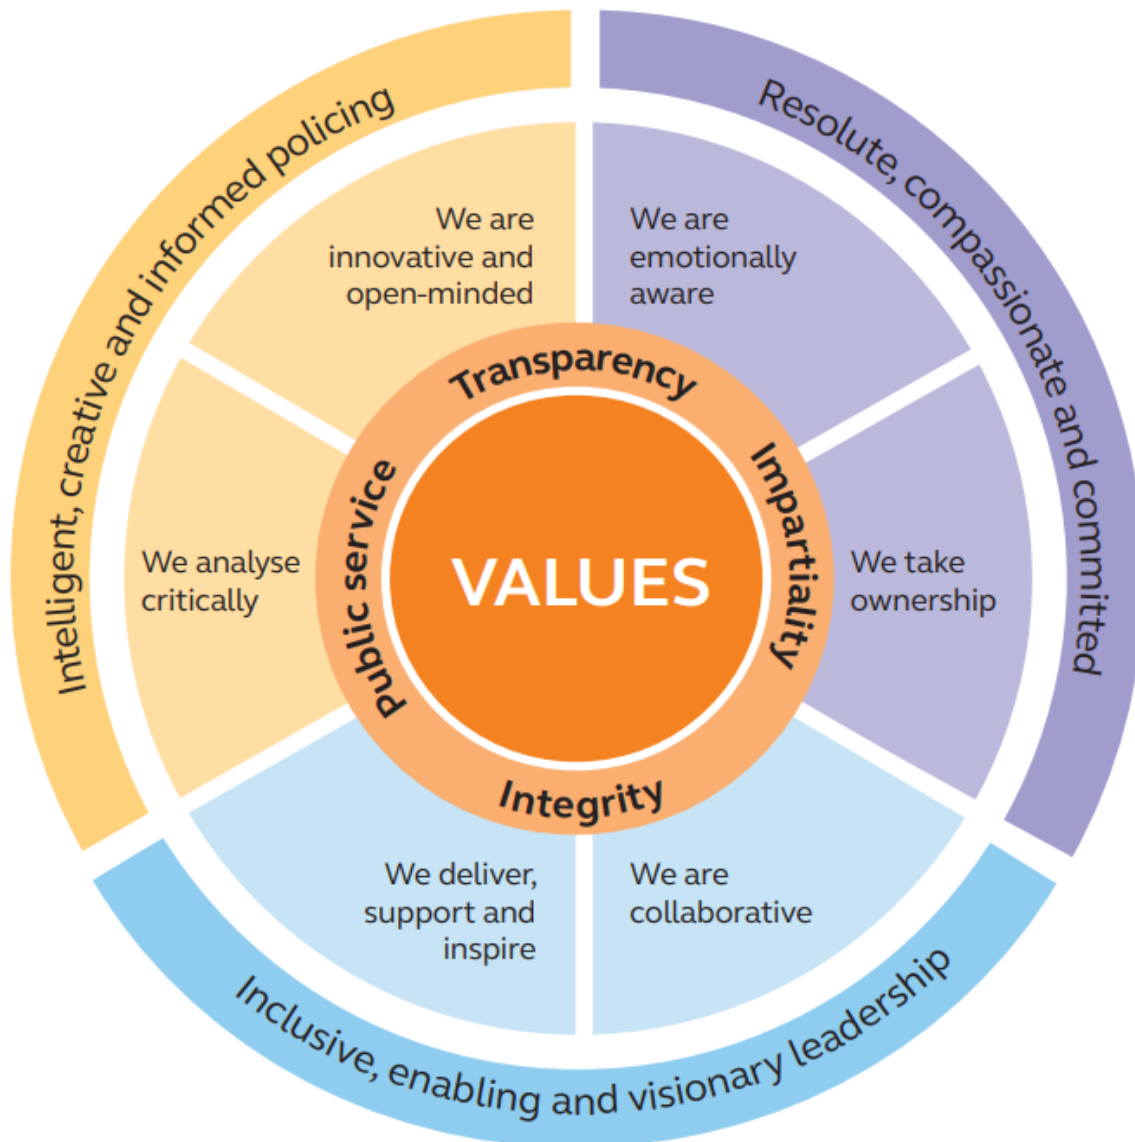 Intelligent, creative and informed policing
Resolute, compassionate and committed
We are
innovative and
open-minded
We are
emotionally
aware
Transparency
Public service
Impartiality
VALUES
We analyse
critically
We take
ownership
Integrity
We deliver,
support and
inspire
We are
collaborative
Inclusive, enabling and visionary leadership